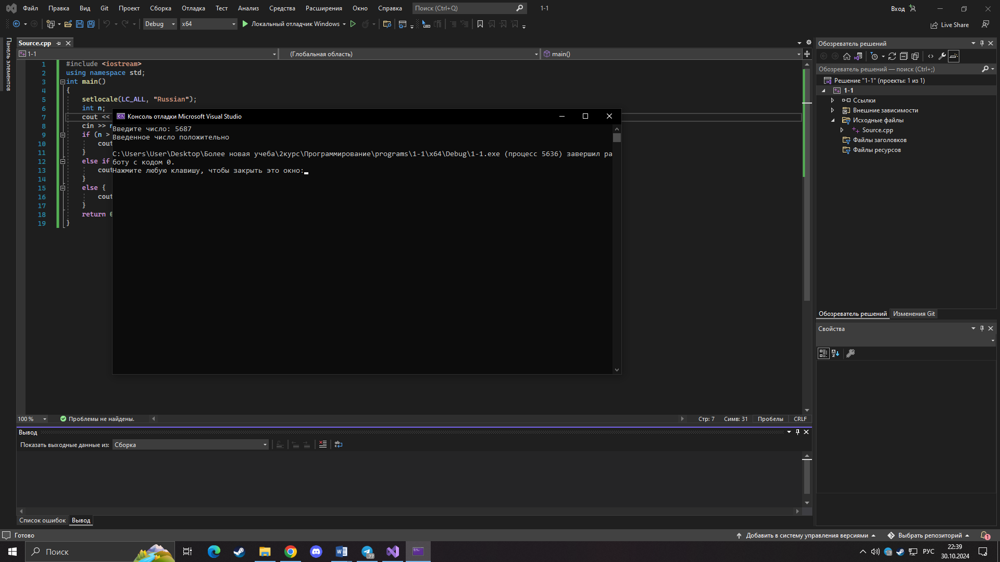 Файл Правка Вид Git Проект Сборка Отладка Тест Анализ Средства Расширения Окно Справка Поиск (Ctrl+Q) 1-1 Вход
Debug x64 Локальный отладчик Windows Live Share
Панель элементов
Source.cpp
1-1 (Глобальная область) main()
1 #include <iostream>
2 using namespace std;
3 int main()
4 {
5 setlocale(LC_ALL, "Russian");
6 int n;
7 cout <<
8 cin >>
9 if (n >
10 cout
11 }
12 else if
13 cout
14 }
15 else {
16 cout
17 }
18 return 0
19 }
Консоль отладки Microsoft Visual Studio
Введите число: 5687
Введенное число положительно
C:\Users\User\Desktop\Более новая учеба\2курс\Программирование\programs\1-1\x64\Debug\1-1.exe (процесс 5636) завершил ра
боту с кодом 0.
Нажмите любую клавишу, чтобы закрыть это окно:
100 % Проблемы не найдены. Стр: 7 Симв: 31 Пробелы CRLF
Вывод
Показать выходные данные из: Сборка
Список ошибок Вывод
Обозреватель решений
Обозреватель решений — поиск (Ctrl+;)
Решение "1-1" (проекты: 1 из 1)
1-1
Ссылки
Внешние зависимости
Исходные файлы
Source.cpp
Файлы заголовков
Файлы ресурсов
Обозреватель решений Изменения Git
Свойства
Готово Добавить в систему управления версиями Выбрать репозиторий 1
Поиск 77 РУС 22:39
30.10.2024